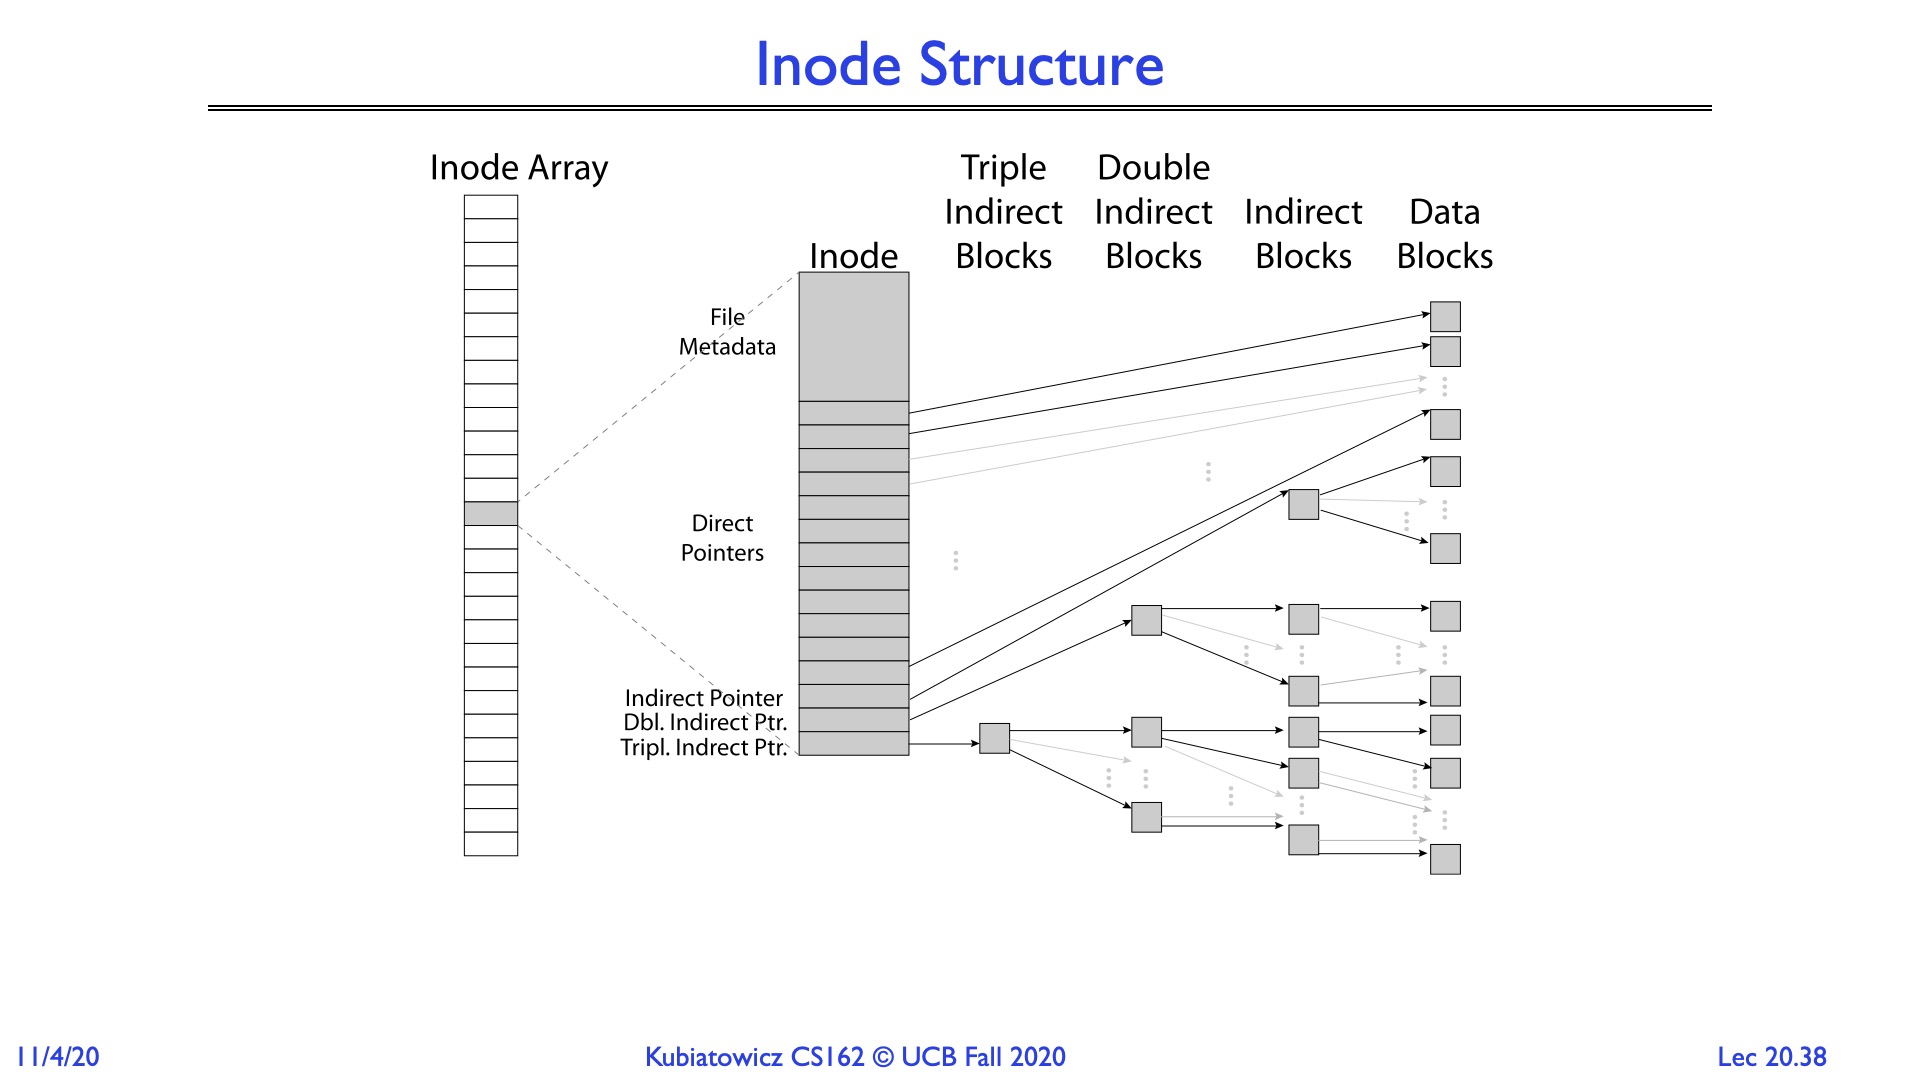 Inode Structure
Inode Array
Triple
Indirect
Blocks
Double
Indirect
Blocks
Indirect
Blocks
Data
Blocks
Inode
File
Metadata
Direct
Pointers
Indirect Pointer
Dbl. Indirect Ptr.
Tripl. Indrect Ptr.
11/4/20
Kubiatowicz CS162 © UCB Fall 2020
Lec 20.38